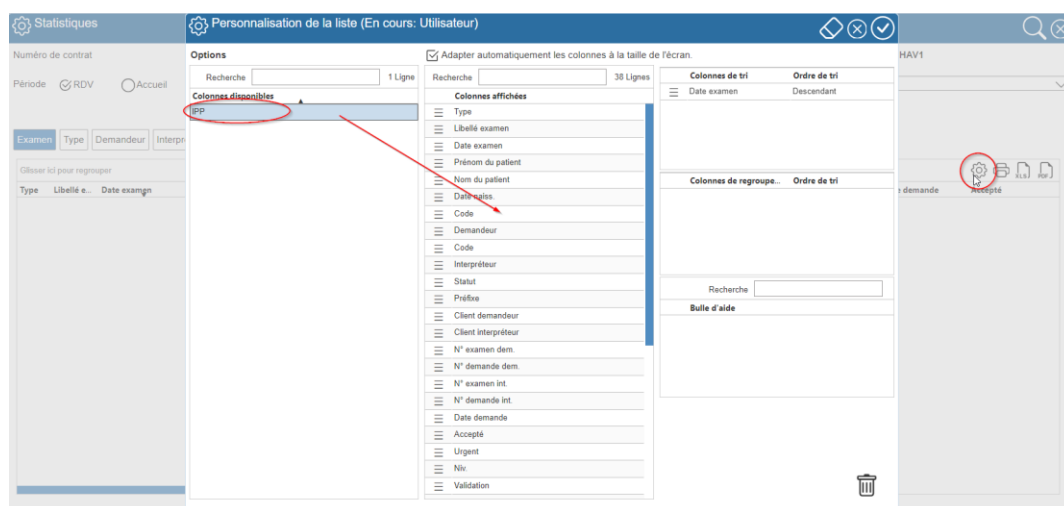 Statistiques
Personnalisation de la liste (En cours: Utilisateur)
Numéro de contrat
Options
Adapter automatiquement les colonnes à la taille de l'écran.
HAV1
Période RDV Accueil
Recherche 1 Ligne
Recherche 38 Lignes
Colonnes de tri Ordre de tri
Date examen Descendant
Colonnes disponibles
IPP
Colonnes affichées
Type
Libellé examen
Date examen
Prénom du patient
Nom du patient
Date naiss.
Code
Demandeur
Code
Interpréteur
Statut
Préfixe
Client demandeur
Client interpréteur
N° examen dem.
N° demande dem.
N° examen int.
N° demande int.
Date demande
Accepté
Urgent
Niv.
Validation
Colonnes de regroupe... Ordre de tri
Recherche
Bulle d'aide
Examen Type Demandeur Interpr
Glisser ici pour regrouper
XLS PDF
Type Libellé e... Date examen
e demande Accepté